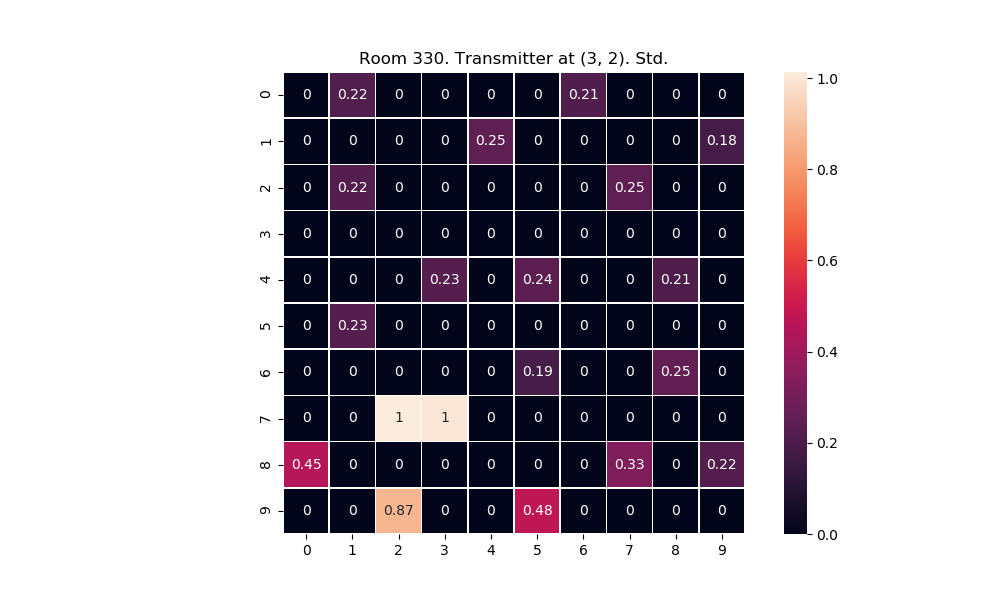 Room 330. Transmitter at (3, 2). Std.
0 0 0.22 0 0 0 0 0.21 0 0 0
1 0 0 0 0 0.25 0 0 0 0 0.18
2 0 0.22 0 0 0 0 0 0.25 0 0
3 0 0 0 0 0 0 0 0 0 0
4 0 0 0 0.23 0 0.24 0 0 0.21 0
5 0 0.23 0 0 0 0 0 0 0 0
6 0 0 0 0 0 0.19 0 0 0.25 0
7 0 0 1 1 0 0 0 0 0 0
8 0.45 0 0 0 0 0 0 0.33 0 0.22
9 0 0 0.87 0 0 0.48 0 0 0 0
0 1 2 3 4 5 6 7 8 9
1.0
0.8
0.6
0.4
0.2
0.0